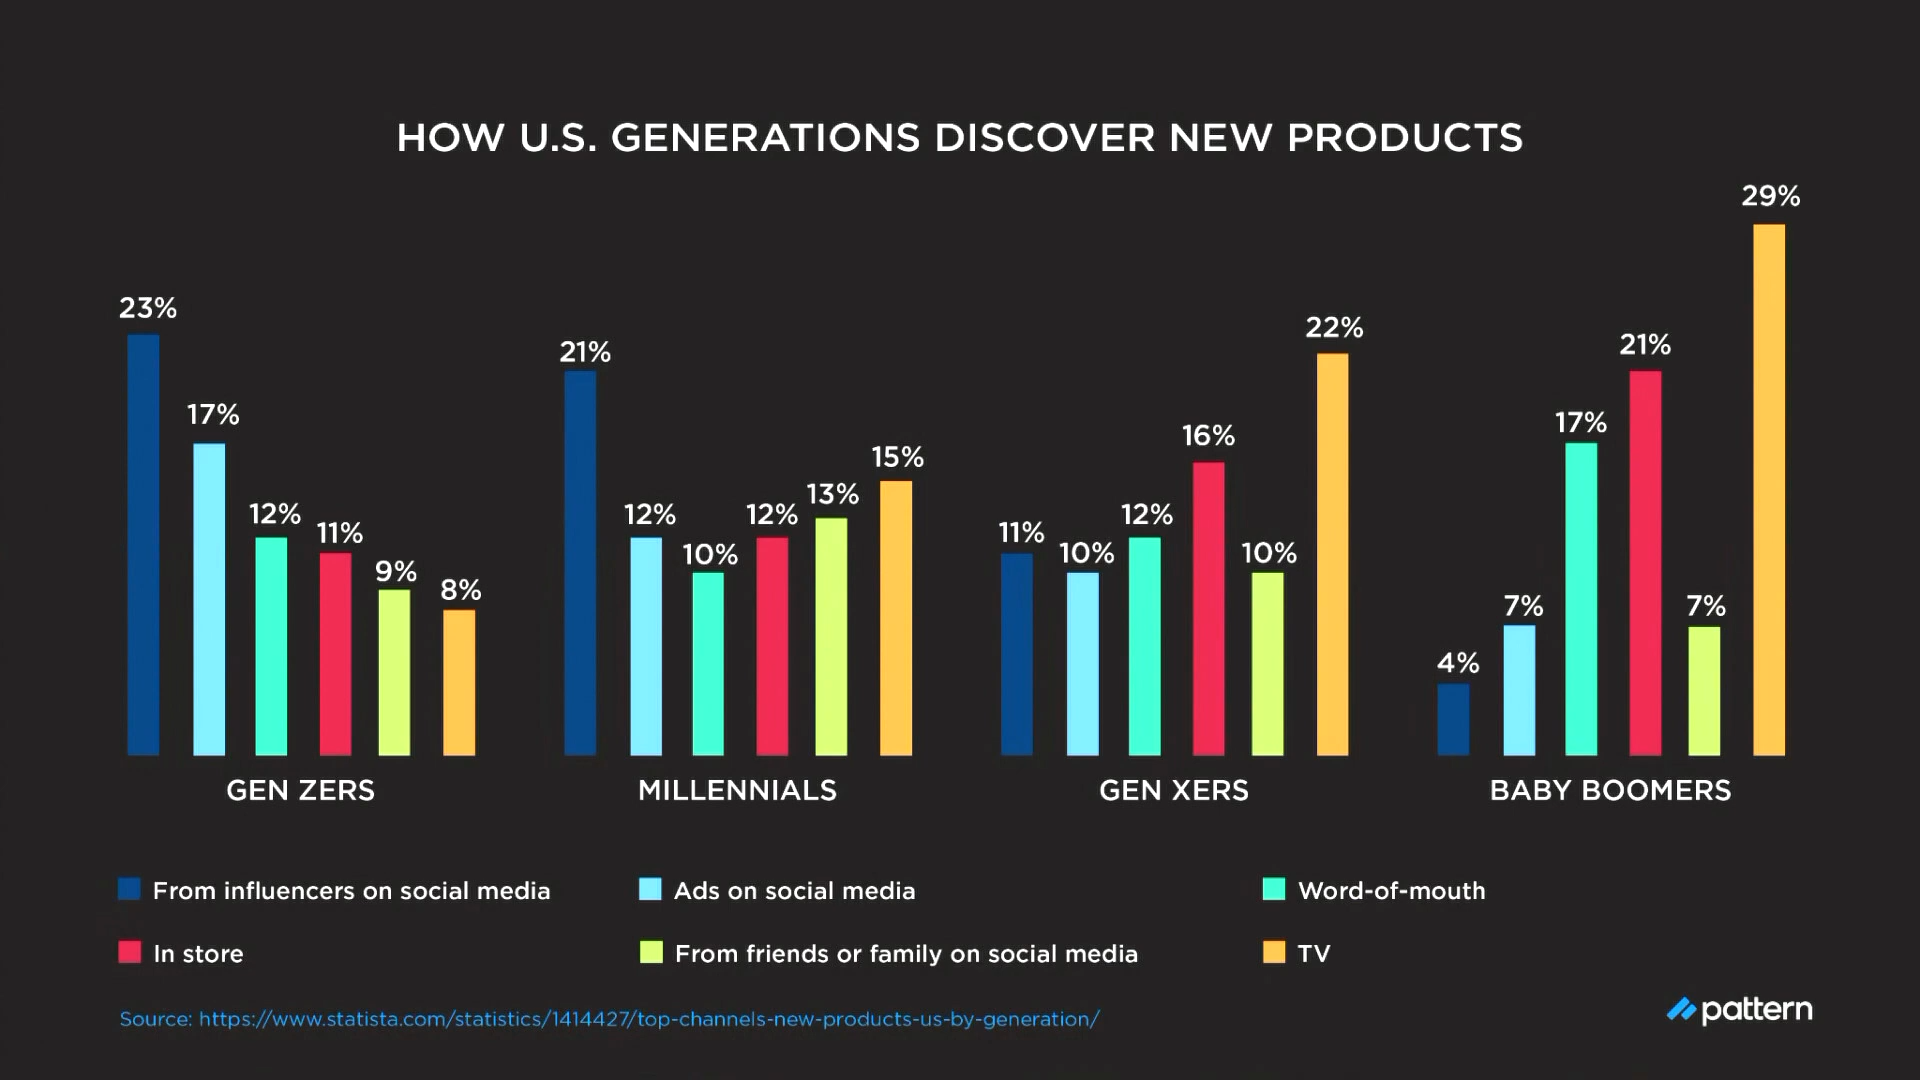 HOW U.S. GENERATIONS DISCOVER NEW PRODUCTS
23%
17%
12%
11%
9%
8%
GEN ZERS
21%
12%
10%
12%
13%
15%
MILLENNIALS
11%
10%
12%
16%
10%
22%
GEN XERS
4%
7%
17%
21%
7%
29%
BABY BOOMERS
From influencers on social media
Ads on social media
Word-of-mouth
In store
From friends or family on social media
TV
Source: https://www.statista.com/statistics/1414427/top-channels-new-products-us-by-generation/
pattern